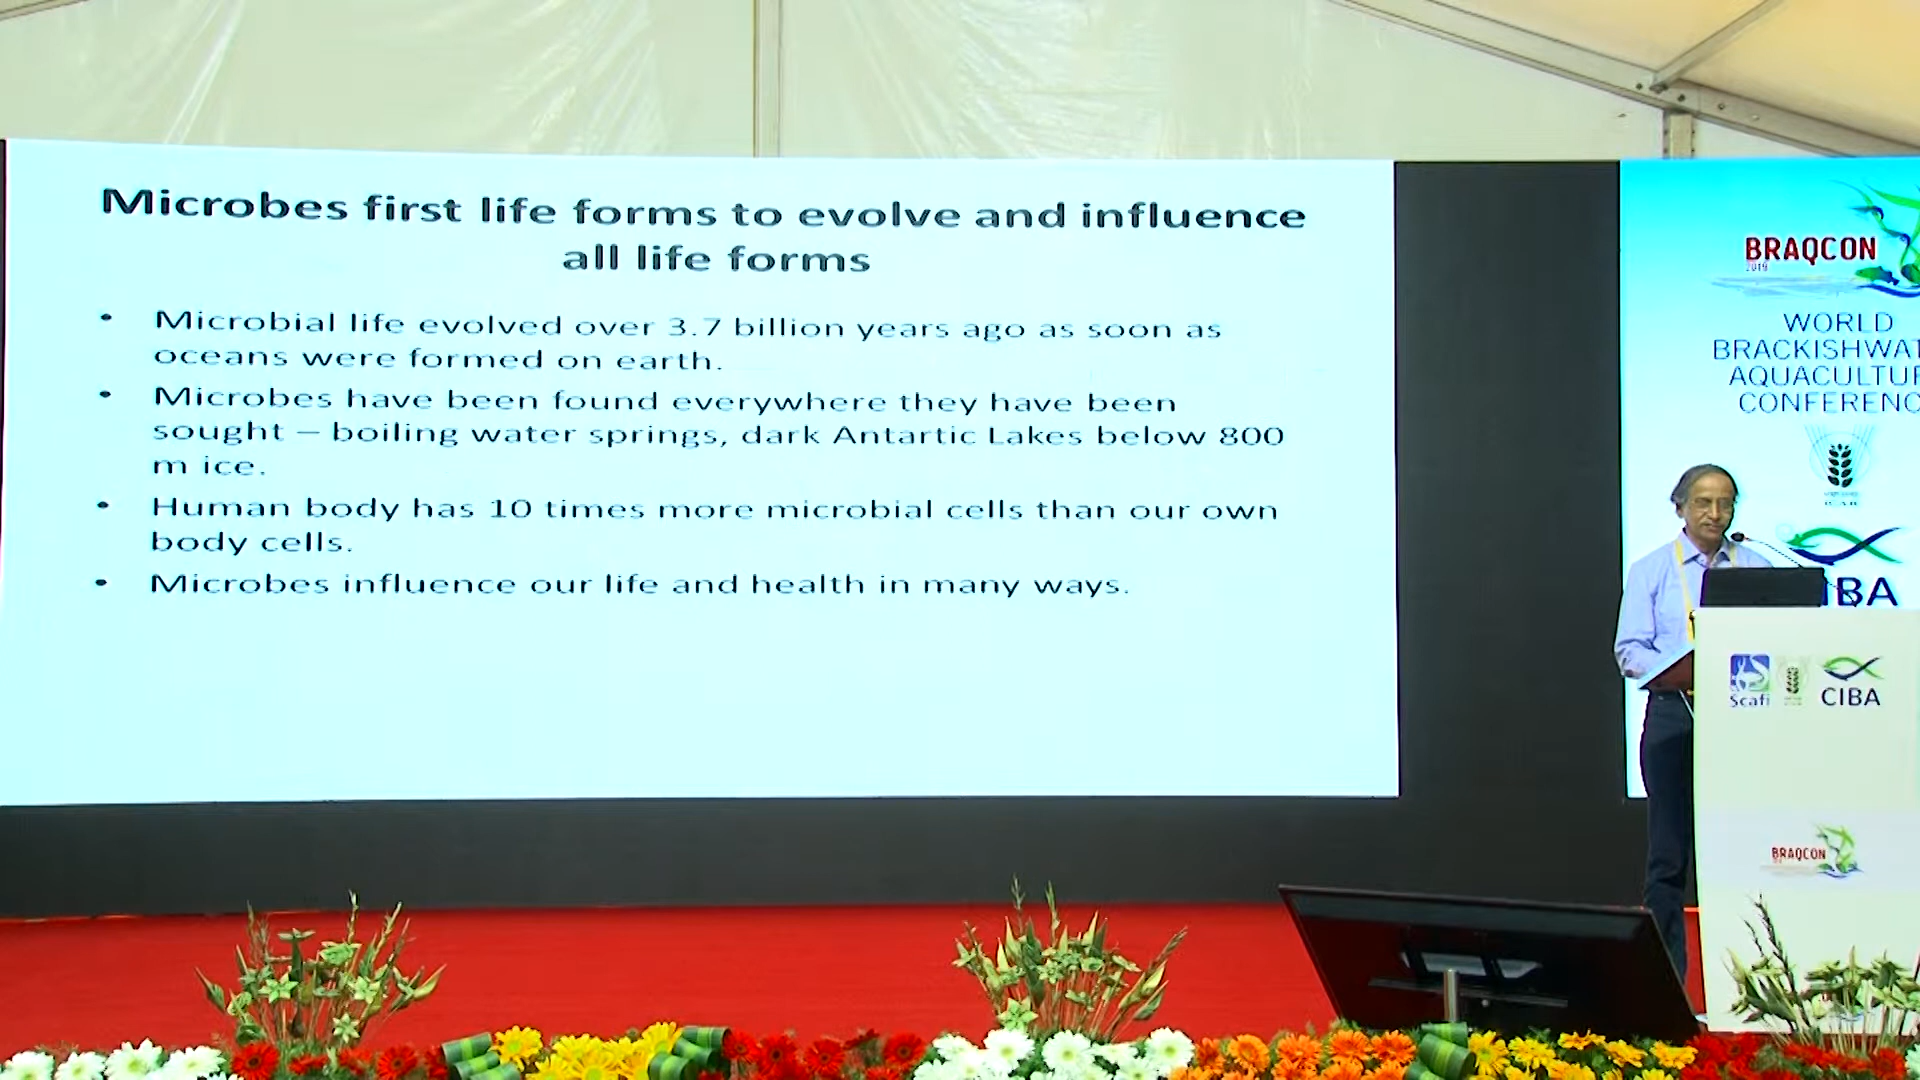 Microbes first life forms to evolve and influence
all life forms
• Microbial life evolved over 3.7 billion years ago as soon as
oceans were formed on earth.
• Microbes have been found everywhere they have been
sought – boiling water springs, dark Antartic Lakes below 800
m ice.
• Human body has 10 times more microbial cells than our own
body cells.
• Microbes influence our life and health in many ways.
BRAQCON
2019
WORLD
BRACKISHWAT
AQUACULTUR
CONFERENC
IBA
Scafi
CIBA
BRAQCON